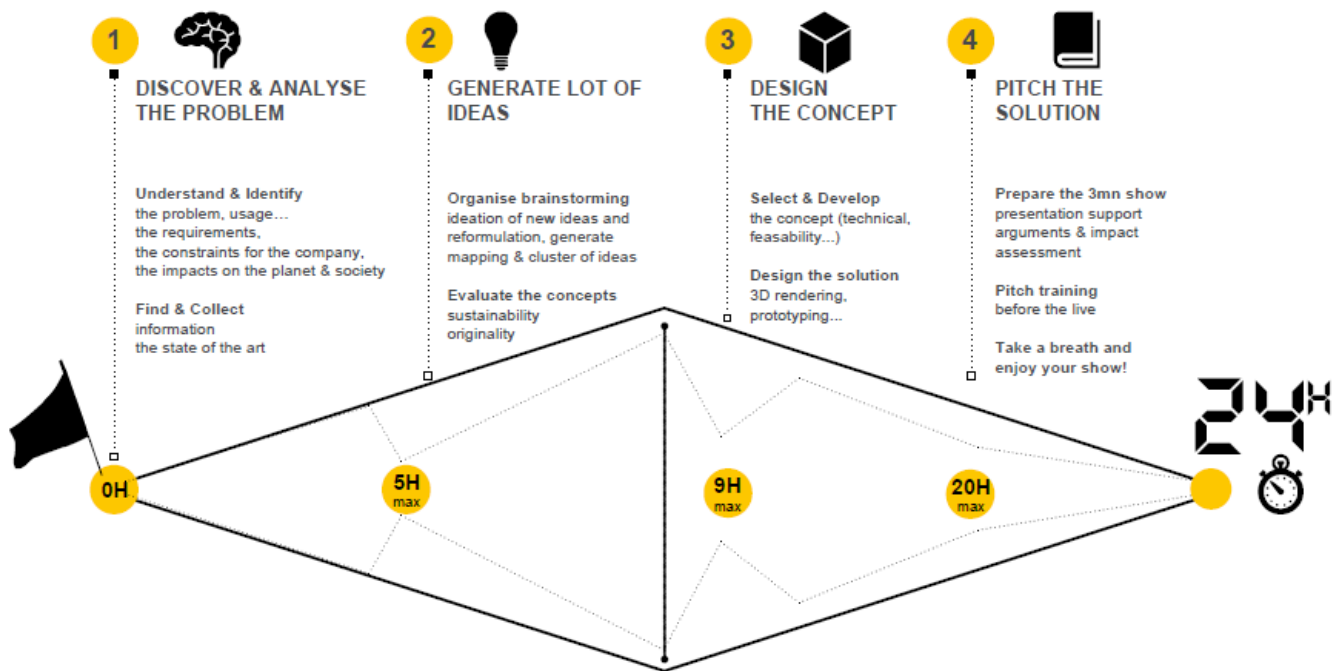 1
DISCOVER & ANALYSE
THE PROBLEM
Understand & Identify
the problem, usage...
the requirements,
the constraints for the company,
the impacts on the planet & society
Find & Collect
information
the state of the art
2
GENERATE LOT OF
IDEAS
Organise brainstorming
ideation of new ideas and
reformulation, generate
mapping & cluster of ideas
Evaluate the concepts
sustainability
originality
3
DESIGN
THE CONCEPT
Select & Develop
the concept (technical,
feasability...)
Design the solution
3D rendering,
prototyping...
4
PITCH THE
SOLUTION
Prepare the 3mn show
presentation support
arguments & impact
assessment
Pitch training
before the live
Take a breath and
enjoy your show!
0H
5H
max
9H
max
20H
max
24H